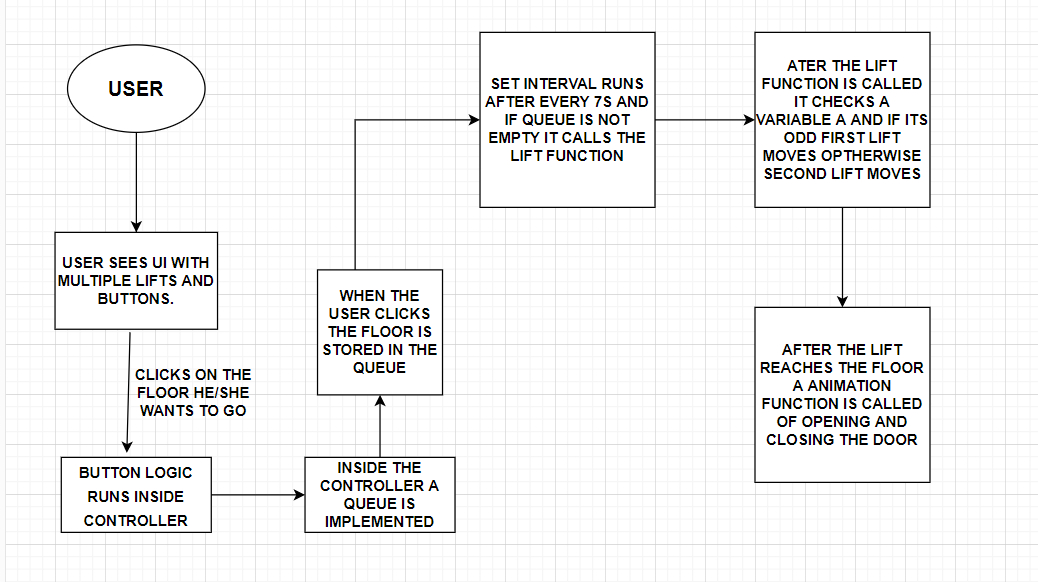 USER
USER SEES UI WITH
MULTIPLE LIFTS AND
BUTTONS.
CLICKS ON THE
FLOOR HE/SHE
WANTS TO GO
BUTTON LOGIC
RUNS INSIDE
CONTROLLER
INSIDE THE
CONTROLLER A
QUEUE IS
IMPLEMENTED
WHEN THE
USER CLICKS
THE FLOOR IS
STORED IN THE
QUEUE
SET INTERVAL RUNS
AFTER EVERY 7S AND
IF QUEUE IS NOT
EMPTY IT CALLS THE
LIFT FUNCTION
ATER THE LIFT
FUNCTION IS CALLED
IT CHECKS A
VARIABLE A AND IF ITS
ODD FIRST LIFT
MOVES OPTHERWISE
SECOND LIFT MOVES
AFTER THE LIFT
REACHES THE FLOOR
A ANIMATION
FUNCTION IS CALLED
OF OPENING AND
CLOSING THE DOOR